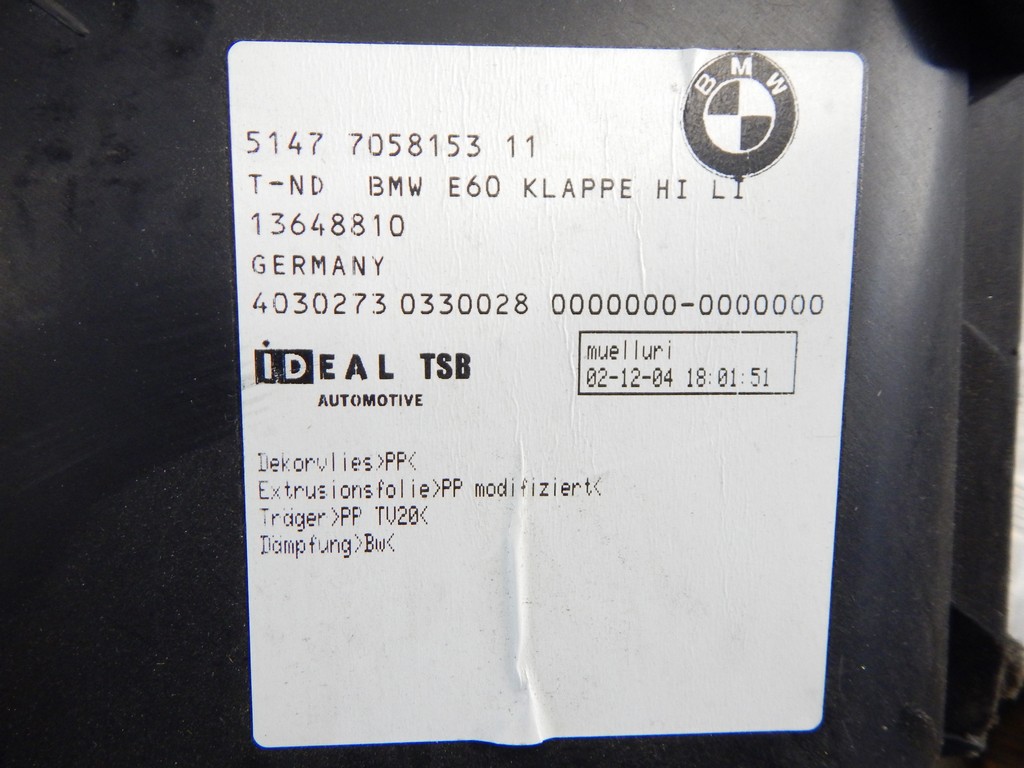 BMW
5147 7058153 11
T-ND BMW E60 KLAPPE HI LI
13648810
GERMANY
4030273 0330028 0000000-0000000
iDEAL TSB
AUTOMOTIVE
muelluri
02-12-04 18:01:51
Dekorvlies>PP<
Extrusionsfolie>PP modifiziert<
Träger>PP TV20<
Dämpfung>Bw<